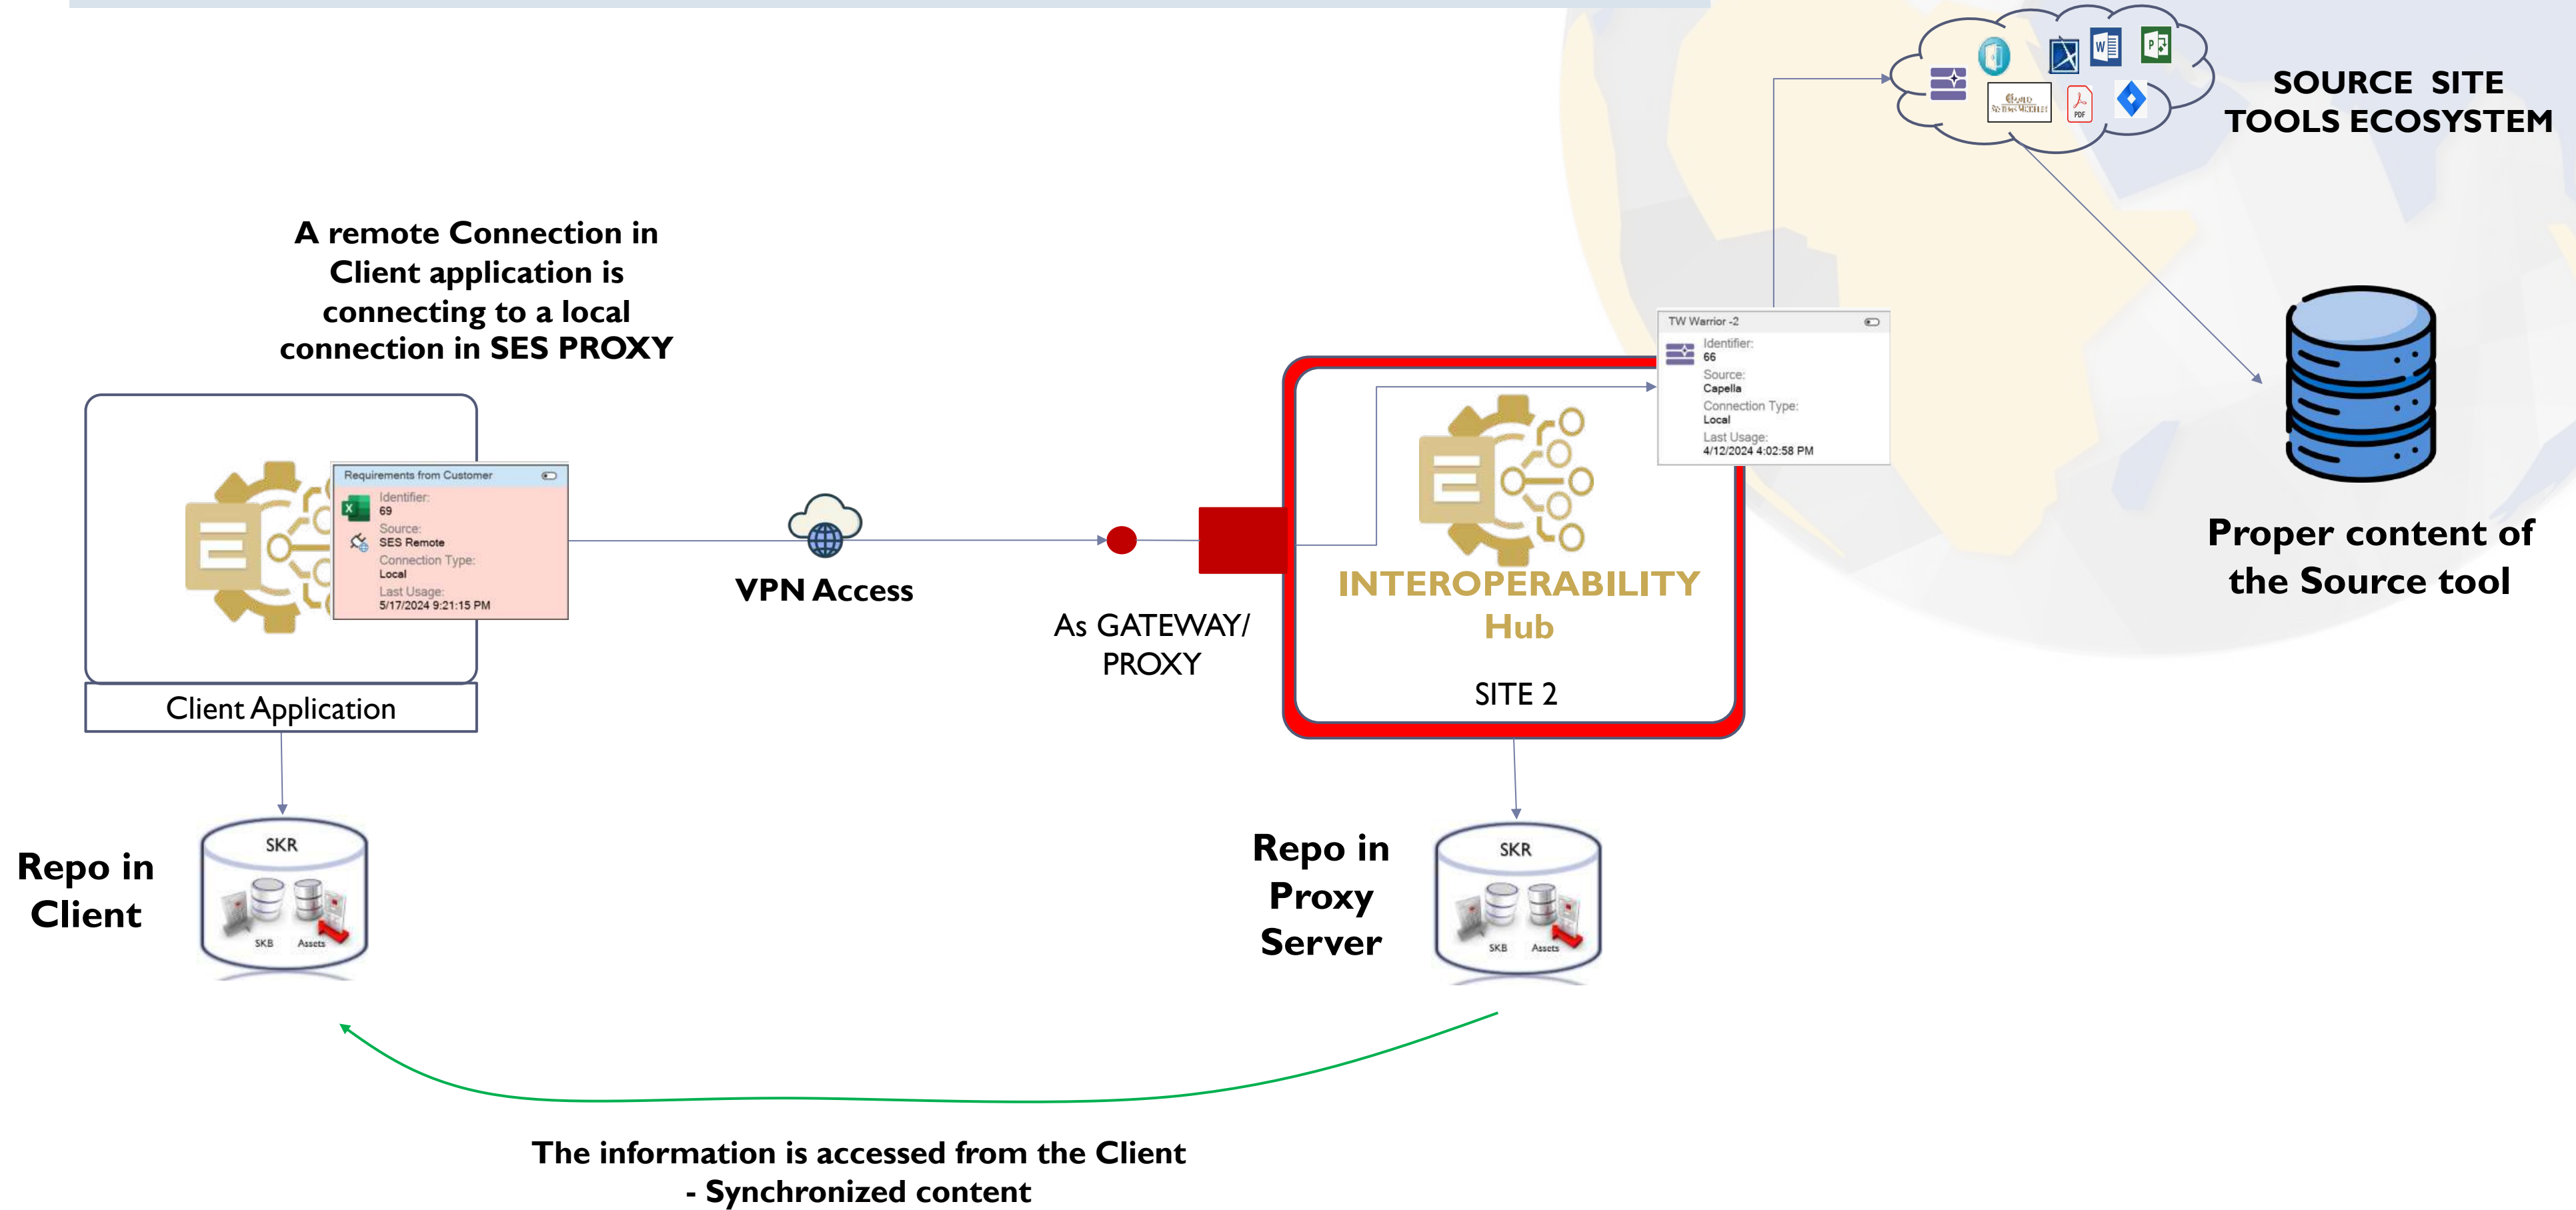 SOURCE SITE
TOOLS ECOSYSTEM
PDF
A remote Connection in
Client application is
connecting to a local
connection in SES PROXY
TW Warrior -2
Identifier:
66
Source:
Capella
Connection Type:
Local
Last Usage:
4/12/2024 4:02:58 PM
Requirements from Customer
Identifier:
69
Source:
SES Remote
Connection Type:
Local
Last Usage:
5/17/2024 9:21:15 PM
VPN Access
As GATEWAY/
PROXY
INTEROPERABILITY
Hub
SITE 2
Proper content of
the Source tool
Client Application
Repo in
Client
SKR
SKB Assets
Repo in
Proxy
Server
SKR
SKB Assets
The information is accessed from the Client
- Synchronized content